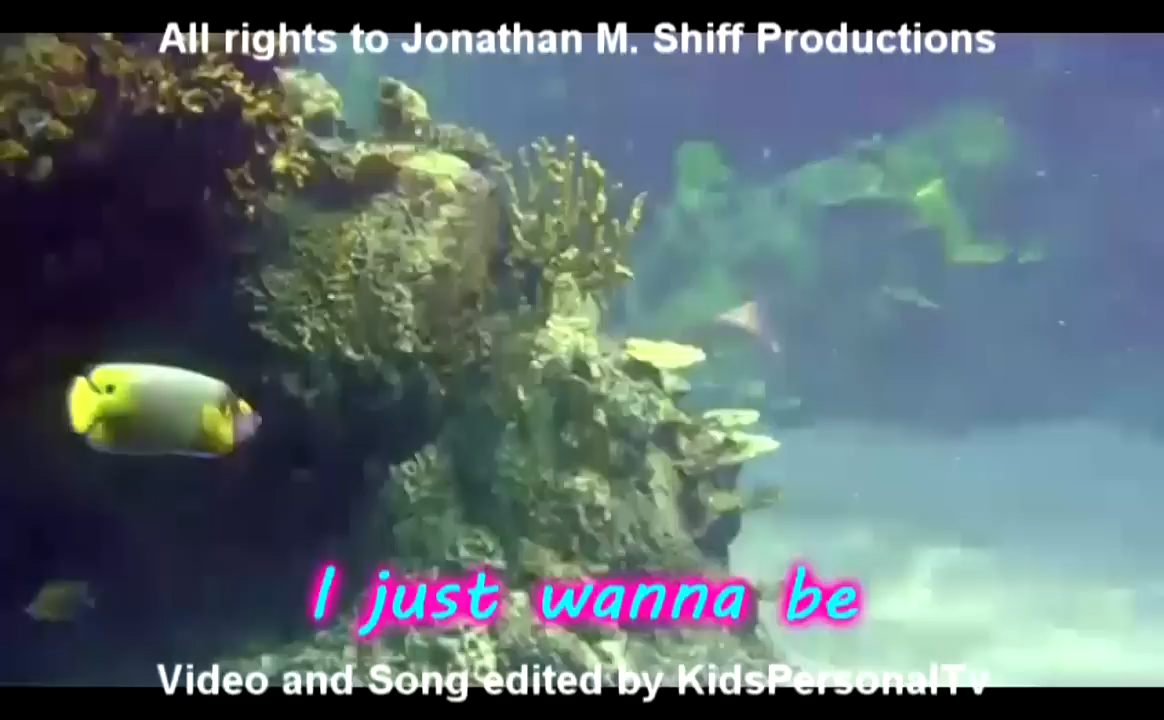 All rights to Jonathan M. Shiff Productions
I just wanna be
Video and Song edited by KidsPersonalTv